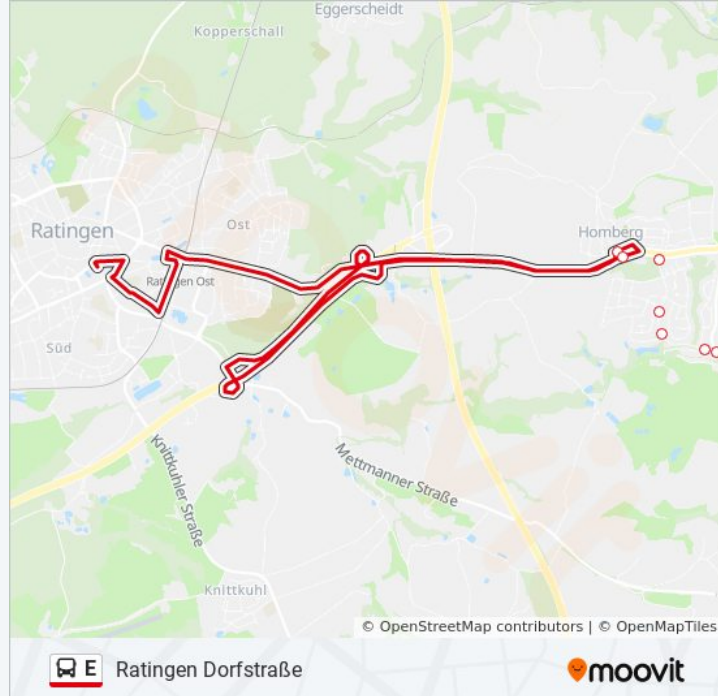 Eggerscheidt
Kopperschall
Ratingen
Ost
Homberg
Ratingen Ost
Süd
Knittkuhler Straße
Mettmanner Straße
Knittkuhl
© OpenStreetMap contributors | © OpenMapTiles
E Ratingen Dorfstraße
moovit